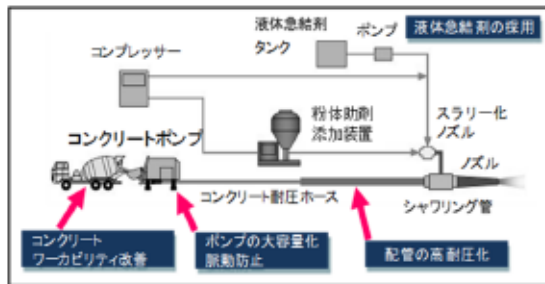 液体急結剤
タンク
ポンプ
液体急結剤の採用
コンプレッサー
粉体助剤
添加装置
スラリー化
ノズル
コンクリートポンプ
ノズル
コンクリート耐圧ホース
シャワリング管
コンクリート
ワーカビリティ改善
ポンプの大容量化
脈動防止
配管の高耐圧化